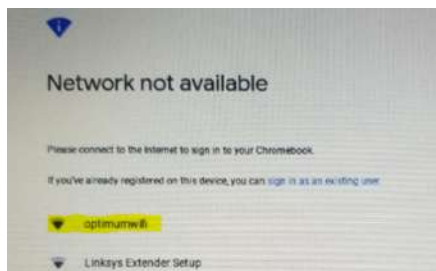 Network not available
Please connect to the Internet to sign in to your Chromebook.
If you've already registered on this device, you can sign in as an existing user.
optimumwifi
Linksys Extender Setup